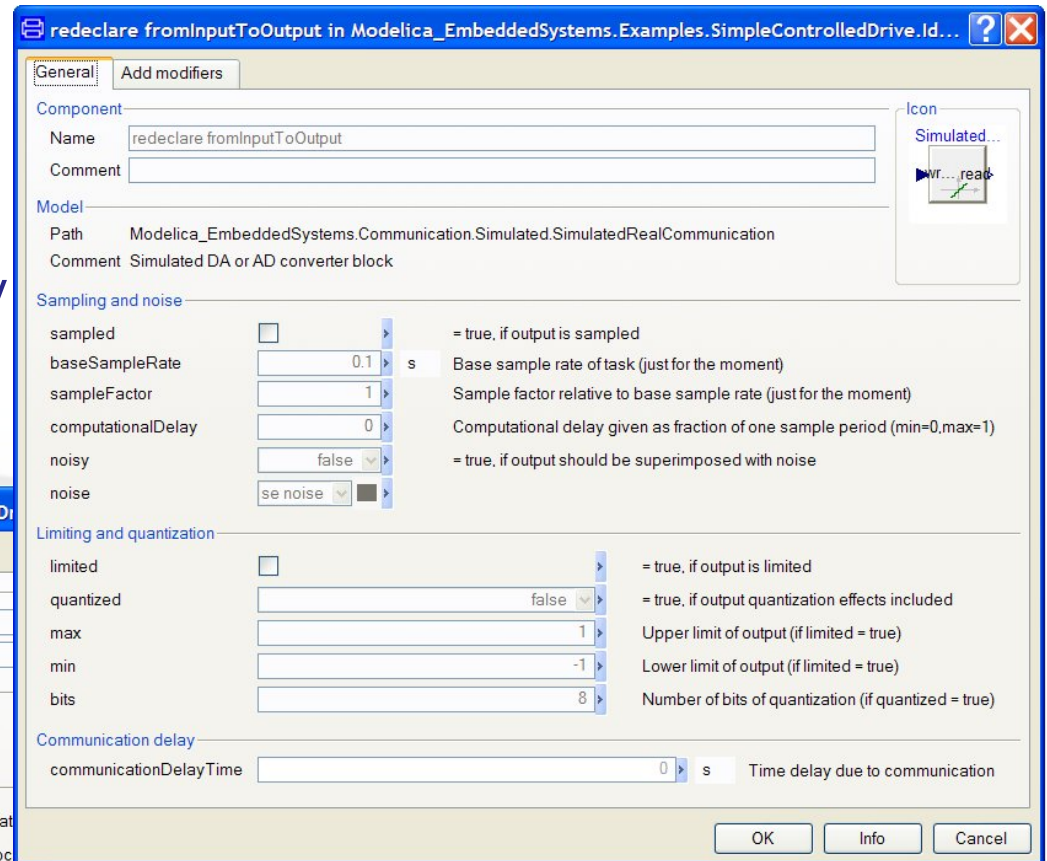 redeclare fromInputToOutput in Modelica_EmbeddedSystems.Examples.SimpleControlledDrive.Id...
General Add modifiers
Component
Name redeclare fromInputToOutput
Comment
Icon
Simulated...
wr... read
Model
Path Modelica_EmbeddedSystems.Communication.Simulated.SimulatedRealCommunication
Comment Simulated DA or AD converter block
y
Sampling and noise
sampled = true, if output is sampled
baseSampleRate 0.1 s Base sample rate of task (just for the moment)
sampleFactor 1 Sample factor relative to base sample rate (just for the moment)
computationalDelay 0 Computational delay given as fraction of one sample period (min=0,max=1)
noisy false = true, if output should be superimposed with noise
noise se noise
Dr
Limiting and quantization
limited = true, if output is limited
quantized false = true, if output quantization effects included
max 1 Upper limit of output (if limited = true)
min -1 Lower limit of output (if limited = true)
bits 8 Number of bits of quantization (if quantized = true)
Communication delay
communicationDelayTime 0 s Time delay due to communication
at
OK Info Cancel
oc